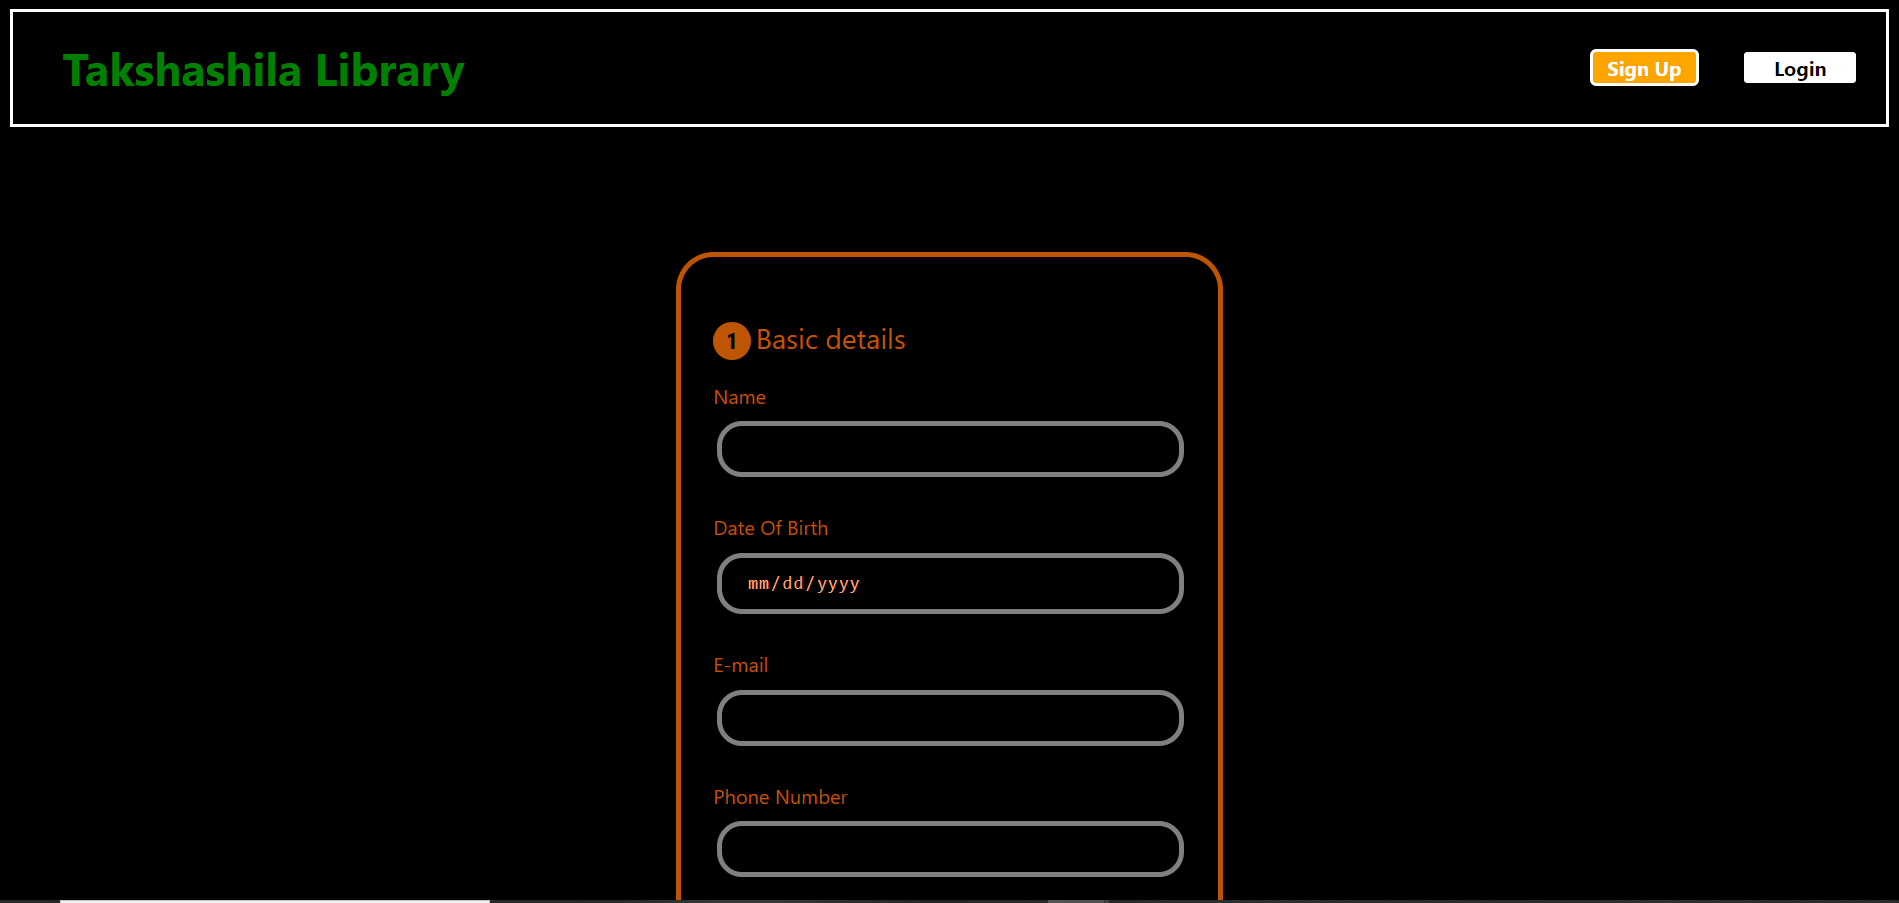 Takshashila Library
Sign Up
Login
1 Basic details
Name
Date Of Birth
mm/dd/yyyy
E-mail
Phone Number